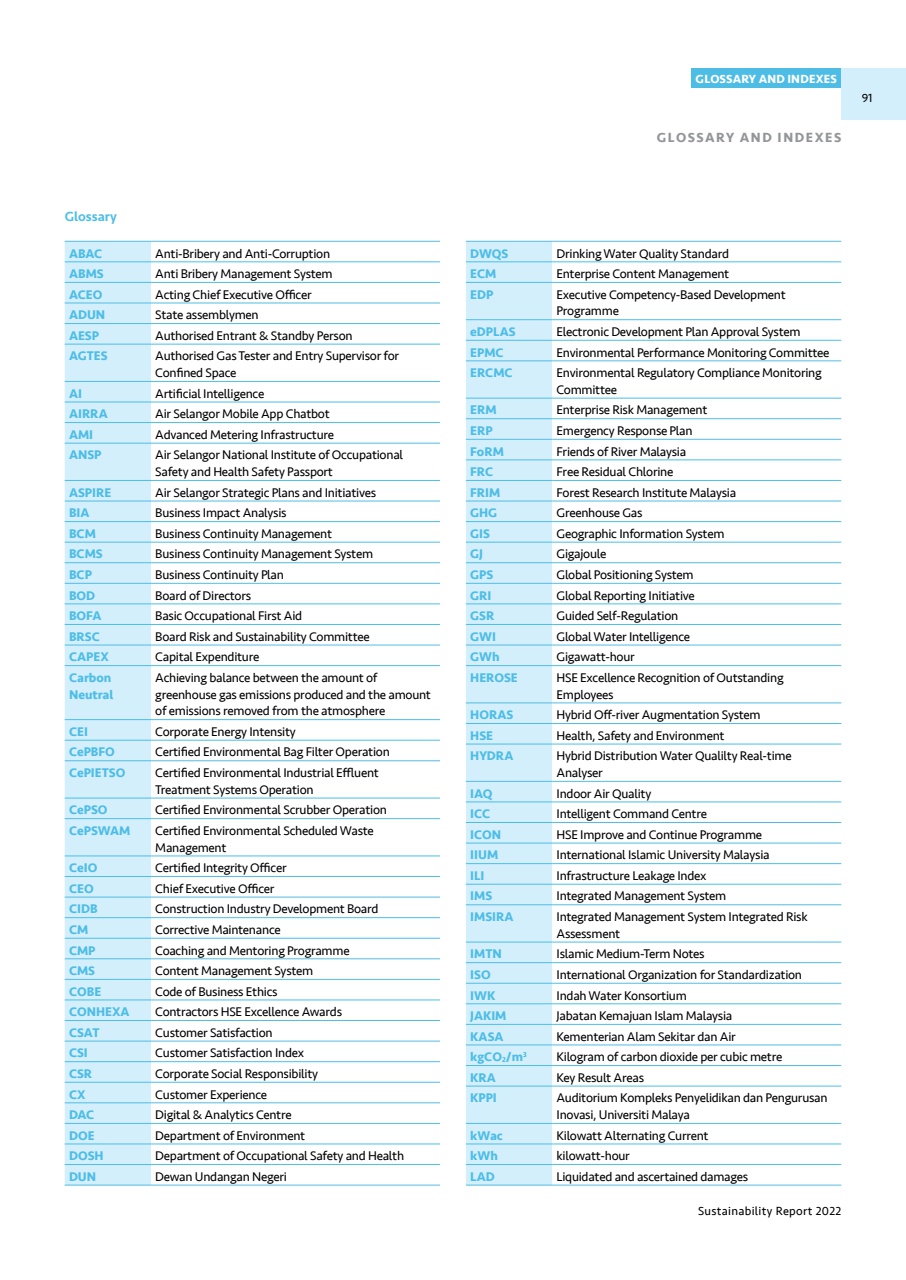 GLOSSARY AND INDEXES
91
GLOSSARY AND INDEXES
Glossary
ABAC Anti-Bribery and Anti-Corruption
ABMS Anti Bribery Management System
ACEO Acting Chief Executive Officer
ADUN State assemblymen
AESP Authorised Entrant & Standby Person
AGTES Authorised Gas Tester and Entry Supervisor for
Confined Space
AI Artificial Intelligence
AIRRA Air Selangor Mobile App Chatbot
AMI Advanced Metering Infrastructure
ANSP Air Selangor National Institute of Occupational
Safety and Health Safety Passport
ASPIRE Air Selangor Strategic Plans and Initiatives
BIA Business Impact Analysis
BCM Business Continuity Management
BCMS Business Continuity Management System
BCP Business Continuity Plan
BOD Board of Directors
BOFA Basic Occupational First Aid
BRSC Board Risk and Sustainability Committee
CAPEX Capital Expenditure
Carbon Achieving balance between the amount of
Neutral greenhouse gas emissions produced and the amount
of emissions removed from the atmosphere
CEI Corporate Energy Intensity
CePBFO Certified Environmental Bag Filter Operation
CePIETSO Certified Environmental Industrial Effluent
Treatment Systems Operation
CePSO Certified Environmental Scrubber Operation
CePSWAM Certified Environmental Scheduled Waste
Management
CeIO Certified Integrity Officer
CEO Chief Executive Officer
CIDB Construction Industry Development Board
CM Corrective Maintenance
CMP Coaching and Mentoring Programme
CMS Content Management System
COBE Code of Business Ethics
CONHEXA Contractors HSE Excellence Awards
CSAT Customer Satisfaction
CSI Customer Satisfaction Index
CSR Corporate Social Responsibility
CX Customer Experience
DAC Digital & Analytics Centre
DOE Department of Environment
DOSH Department of Occupational Safety and Health
DUN Dewan Undangan Negeri
DWQS Drinking Water Quality Standard
ECM Enterprise Content Management
EDP Executive Competency-Based Development
Programme
eDPLAS Electronic Development Plan Approval System
EPMC Environmental Performance Monitoring Committee
ERCMC Environmental Regulatory Compliance Monitoring
Committee
ERM Enterprise Risk Management
ERP Emergency Response Plan
FoRM Friends of River Malaysia
FRC Free Residual Chlorine
FRIM Forest Research Institute Malaysia
GHG Greenhouse Gas
GIS Geographic Information System
GJ Gigajoule
GPS Global Positioning System
GRI Global Reporting Initiative
GSR Guided Self-Regulation
GWI Global Water Intelligence
GWh Gigawatt-hour
HEROSE HSE Excellence Recognition of Outstanding
Employees
HORAS Hybrid Off-river Augmentation System
HSE Health, Safety and Environment
HYDRA Hybrid Distribution Water Qualilty Real-time
Analyser
IAQ Indoor Air Quality
ICC Intelligent Command Centre
ICON HSE Improve and Continue Programme
IIUM International Islamic University Malaysia
ILI Infrastructure Leakage Index
IMS Integrated Management System
IMSIRA Integrated Management System Integrated Risk
Assessment
IMTN Islamic Medium-Term Notes
ISO International Organization for Standardization
IWK Indah Water Konsortium
JAKIM Jabatan Kemajuan Islam Malaysia
KASA Kementerian Alam Sekitar dan Air
kgCO₂/m³ Kilogram of carbon dioxide per cubic metre
KRA Key Result Areas
KPPI Auditorium Kompleks Penyelidikan dan Pengurusan
Inovasi, Universiti Malaya
kWac Kilowatt Alternating Current
kWh kilowatt-hour
LAD Liquidated and ascertained damages
Sustainability Report 2022